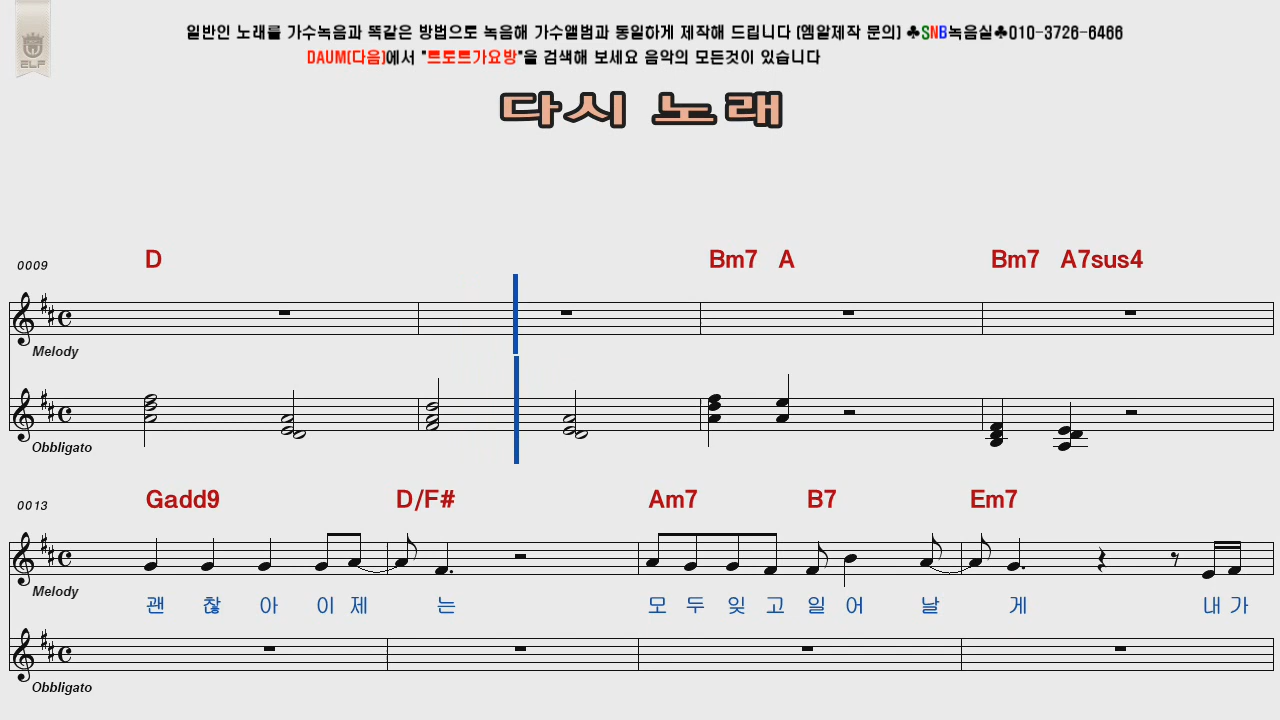 일반인 노래를 가수녹음과 똑같은 방법으로 녹음해 가수앨범과 동일하게 제작해 드립니다 (엠알제작 문의) ♣SNB녹음실♣010-3726-6466
DAUM(다음)에서 "트토트가요방"을 검색해 보세요 음악의 모든것이 있습니다
ELF
다시 노래
0009 D Bm7 A Bm7 A7sus4
Melody
Obbligato
0013 Gadd9 D/F# Am7 B7 Em7
Melody
괜 찮 아 이 제 는 모 두 잊 고 일 어 날 게 내 가
Obbligato